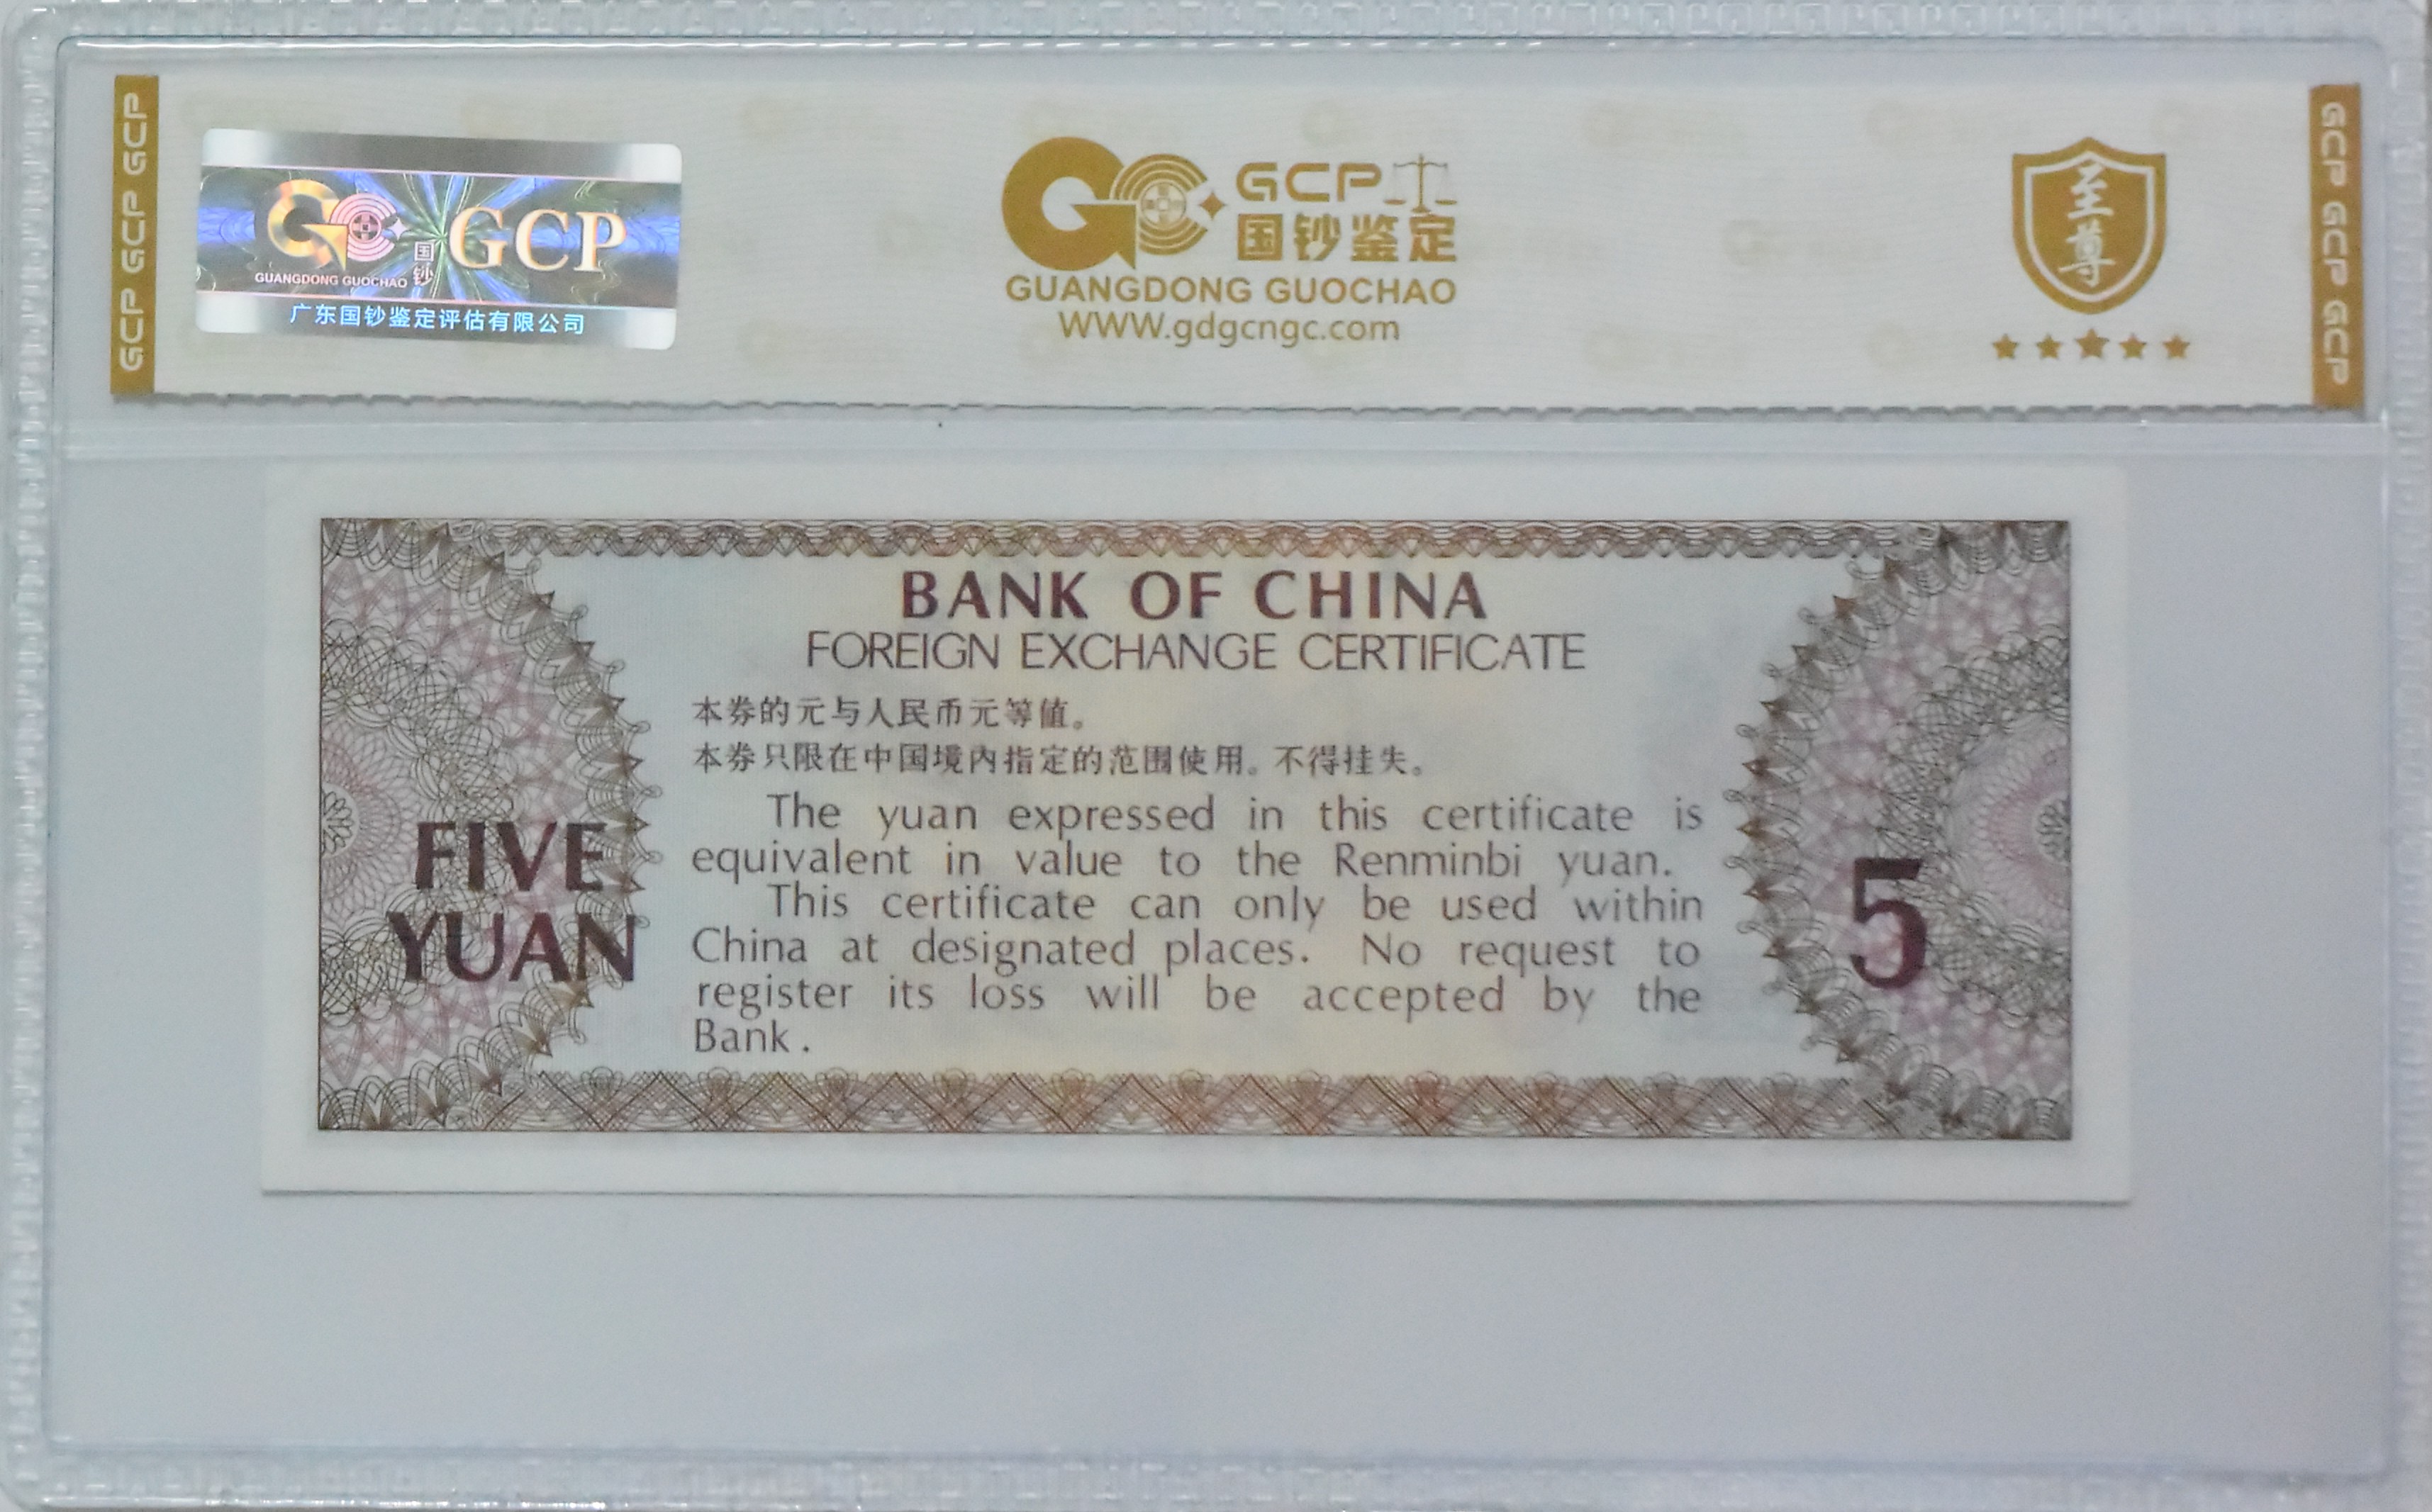 GCP GCP GCP
GC GCP
国钞
GUANGDONG GUOCHAO
广东国钞鉴定评估有限公司
GC GCP
国钞鉴定
GUANGDONG GUOCHAO
WWW.gdgcngc.com
至尊
GCP GCP GCP
BANK OF CHINA
FOREIGN EXCHANGE CERTIFICATE
本券的元与人民币元等值。
本券只限在中国境内指定的范围使用。不得挂失。
The yuan expressed in this certificate is
equivalent in value to the Renminbi yuan.
This certificate can only be used within
China at designated places. No request to
register its loss will be accepted by the
Bank.
FIVE
YUAN
5